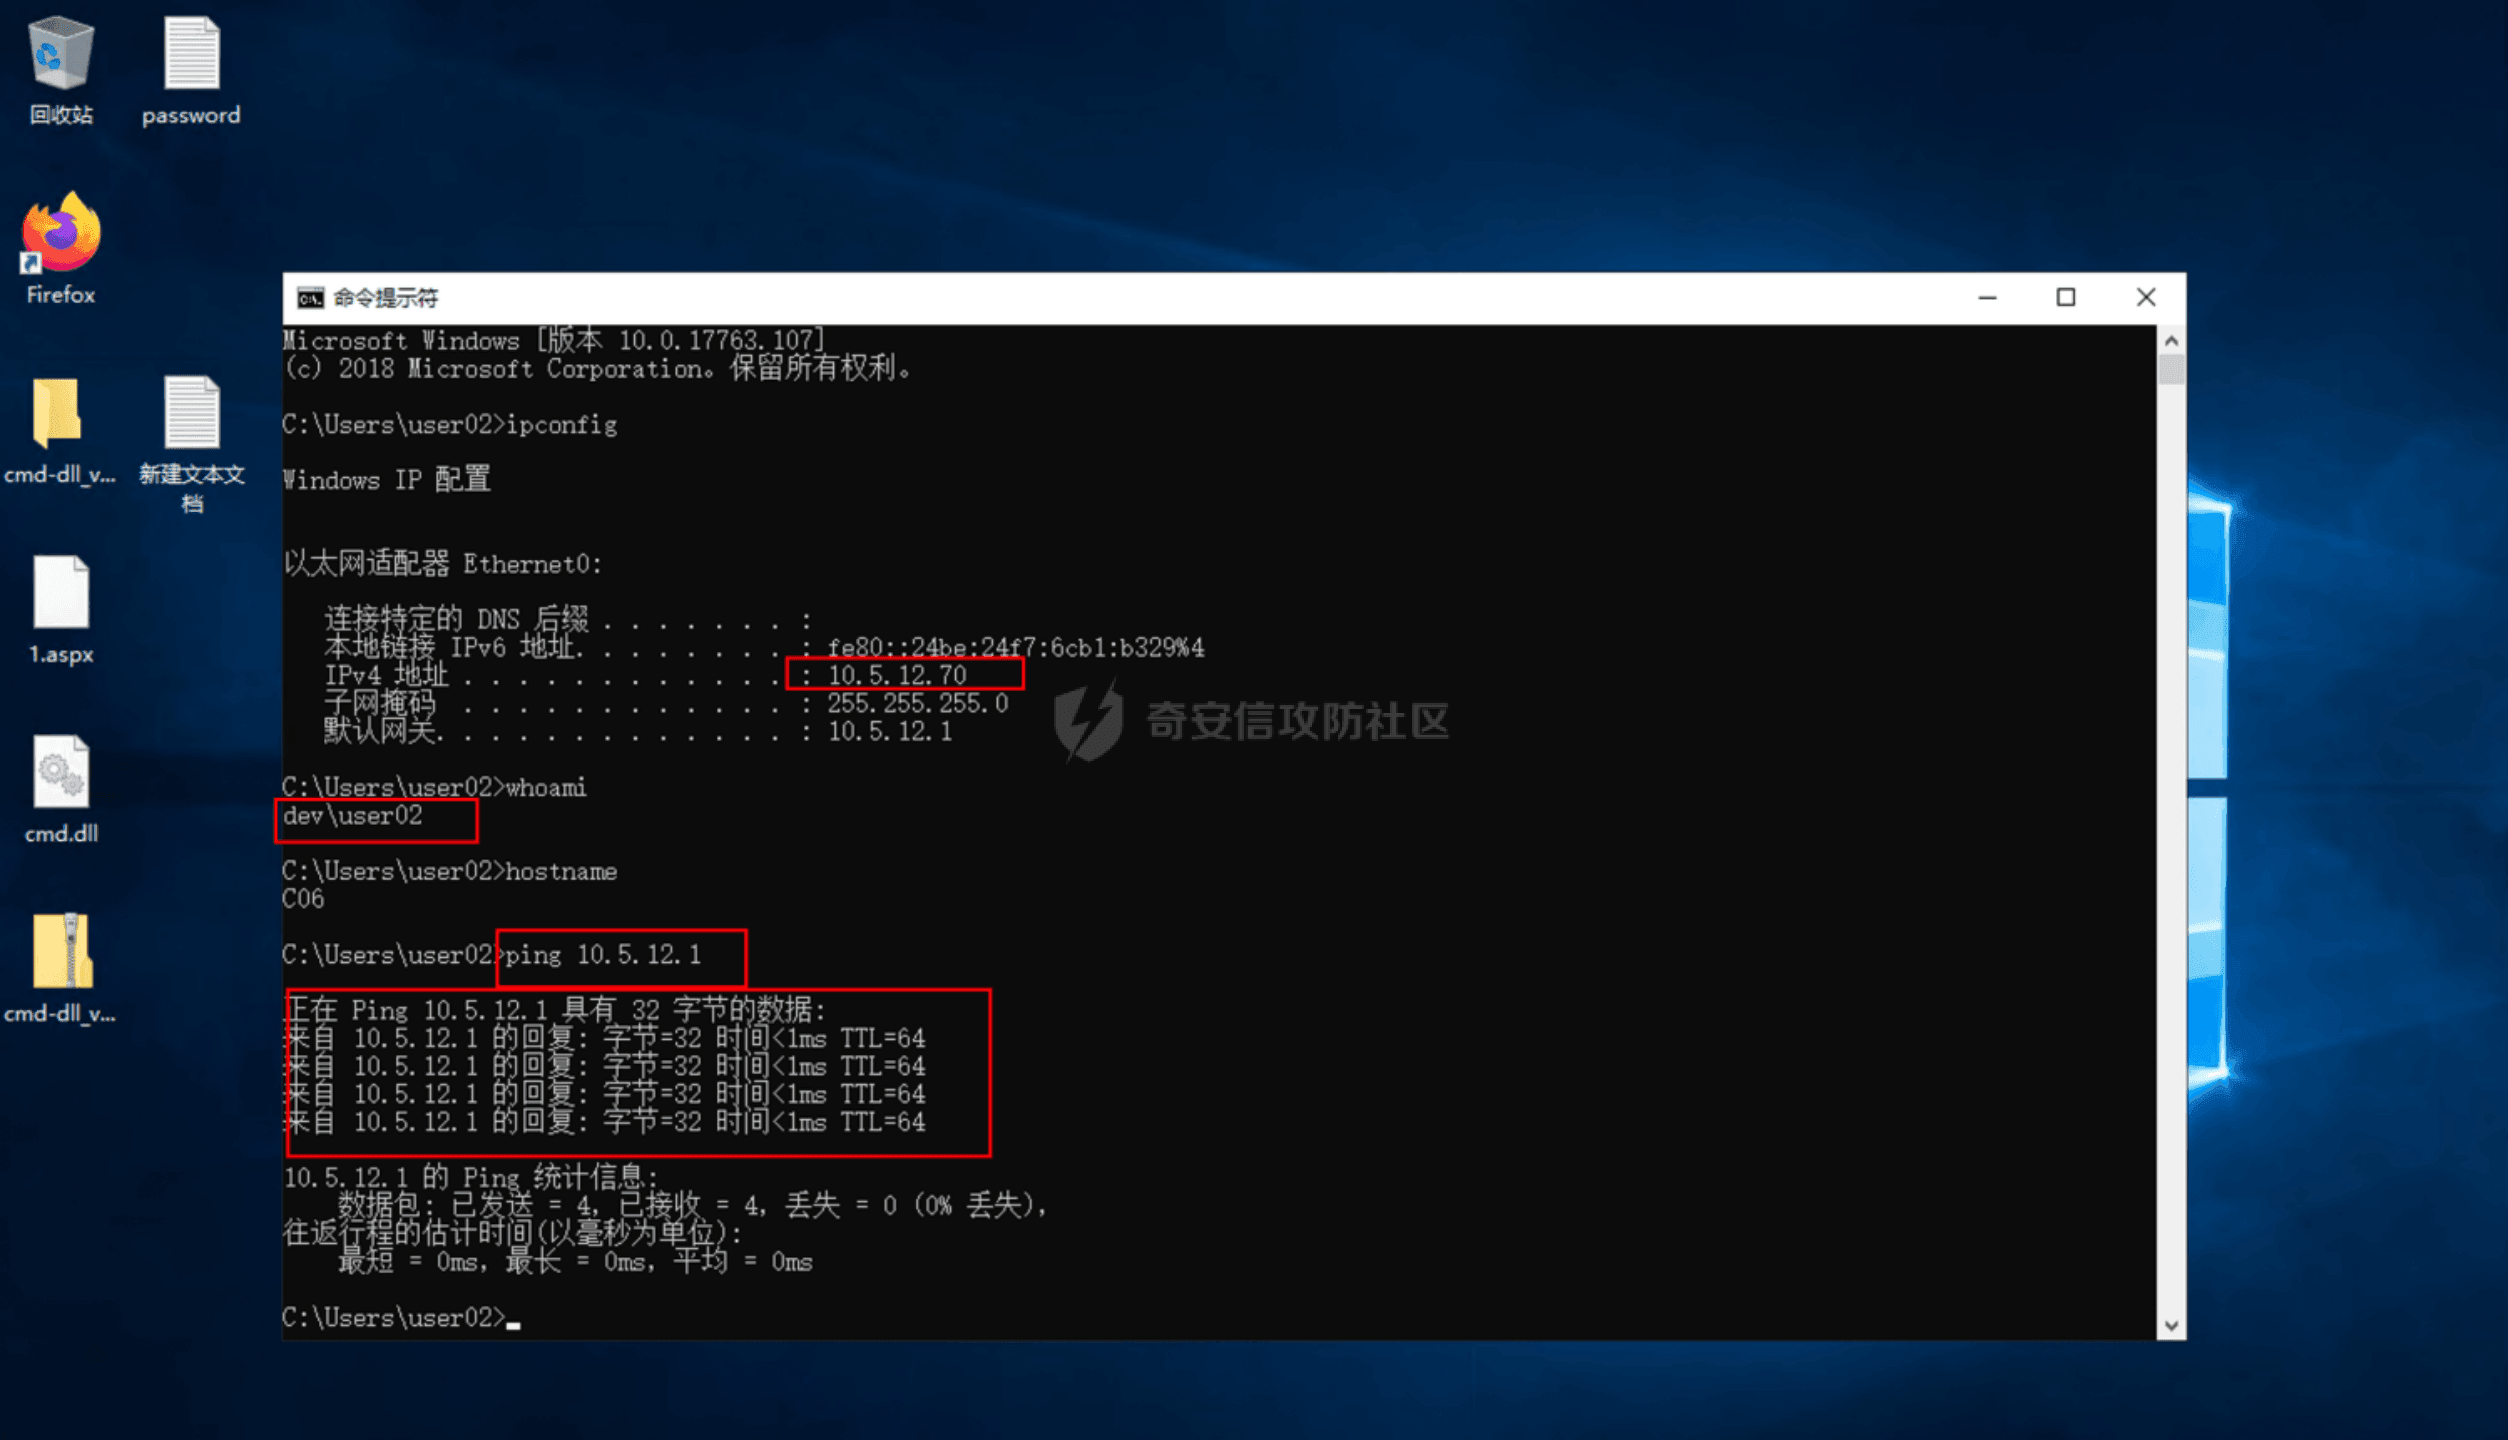 回收站
password
Firefox
cmd-dll_v...
新建文本文
档
1.aspx
cmd.dll
cmd-dll_v...
命令提示符
Microsoft Windows [版本 10.0.17763.107]
(c) 2018 Microsoft Corporation。保留所有权利。
C:\Users\user02>ipconfig
Windows IP 配置
以太网适配器 Ethernet0:
连接特定的 DNS 后缀 . . . . . . . :
本地链接 IPv6 地址. . . . . . . . : fe80::24be:24f7:6cb1:b329%4
IPv4 地址 . . . . . . . . . . . . : 10.5.12.70
子网掩码 . . . . . . . . . . . . : 255.255.255.0
默认网关. . . . . . . . . . . . . : 10.5.12.1
奇安信攻防社区
C:\Users\user02>whoami
dev\user02
C:\Users\user02>hostname
C06
C:\Users\user02>ping 10.5.12.1
正在 Ping 10.5.12.1 具有 32 字节的数据:
来自 10.5.12.1 的回复: 字节=32 时间<1ms TTL=64
来自 10.5.12.1 的回复: 字节=32 时间<1ms TTL=64
来自 10.5.12.1 的回复: 字节=32 时间<1ms TTL=64
来自 10.5.12.1 的回复: 字节=32 时间<1ms TTL=64
10.5.12.1 的 Ping 统计信息:
数据包: 已发送 = 4, 已接收 = 4, 丢失 = 0 (0% 丢失),
往返行程的估计时间(以毫秒为单位):
最短 = 0ms, 最长 = 0ms, 平均 = 0ms
C:\Users\user02>